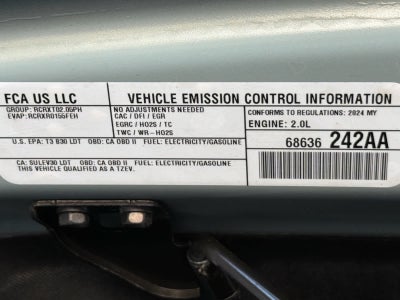 FCA US LLC
GROUP: RCRXT02.05PH
EVAP: RCRXR0155FEH
VEHICLE EMISSION CONTROL INFORMATION
NO ADJUSTMENTS NEEDED
CAC / DFI / EGR
EGRC / HO2S / TC
TWC / WR - HO2S
CONFORMS TO REGULATIONS: 2024 MY
ENGINE: 2.0L
U.S. EPA: T3 B30 LDT OBD: CA OBD II FUEL: ELECTRICITY/GASOLINE
CA: SULEV30 LDT OBD: CA OBD II FUEL: ELECTRICITY/GASOLINE
THIS VEHICLE QUALIFIED AS A TZEV.
68636 242AA